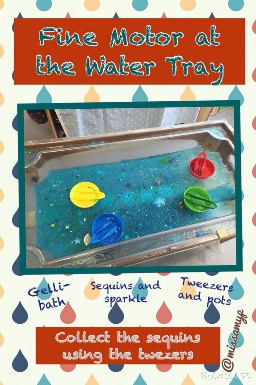 Fine Motor at
the Water Tray
Gelli-
bath
Sequins and
sparkle
Tweezers
and pots
@missamyp
Collect the sequins
using the twezers